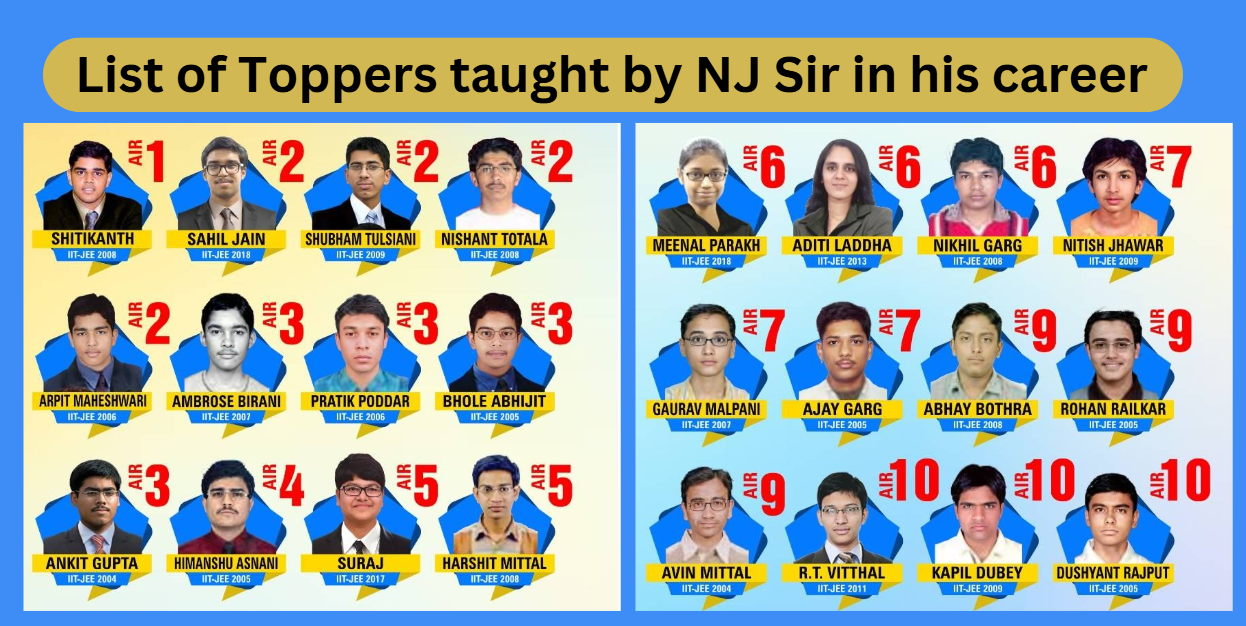 List of Toppers taught by NJ Sir in his career
AIR 1
SHITIKANTH
IIT-JEE 2008
AIR 2
SAHIL JAIN
IIT-JEE 2018
AIR 2
SHUBHAM TULSIANI
IIT-JEE 2009
AIR 2
NISHANT TOTALA
IIT-JEE 2008
AIR 2
ARPIT MAHESHWARI
IIT-JEE 2006
AIR 3
AMBROSE BIRANI
IIT-JEE 2007
AIR 3
PRATIK PODDAR
IIT-JEE 2006
AIR 3
BHOLE ABHIJIT
IIT-JEE 2005
AIR 3
ANKIT GUPTA
IIT-JEE 2004
AIR 4
HIMANSHU ASNANI
IIT-JEE 2005
AIR 5
SURAJ
IIT-JEE 2017
AIR 5
HARSHIT MITTAL
IIT-JEE 2008
AIR 6
MEENAL PARAKH
IIT-JEE 2018
AIR 6
ADITI LADDHA
IIT-JEE 2013
AIR 6
NIKHIL GARG
IIT-JEE 2008
AIR 7
NITISH JHAWAR
IIT-JEE 2009
AIR 7
GAURAV MALPANI
IIT-JEE 2007
AIR 7
AJAY GARG
IIT-JEE 2005
AIR 9
ABHAY BOTHRA
IIT-JEE 2008
AIR 9
ROHAN RAILKAR
IIT-JEE 2005
AIR 9
AVIN MITTAL
IIT-JEE 2004
AIR 10
R.T. VITTHAL
IIT-JEE 2011
AIR 10
KAPIL DUBEY
IIT-JEE 2009
AIR 10
DUSHYANT RAJPUT
IIT-JEE 2005